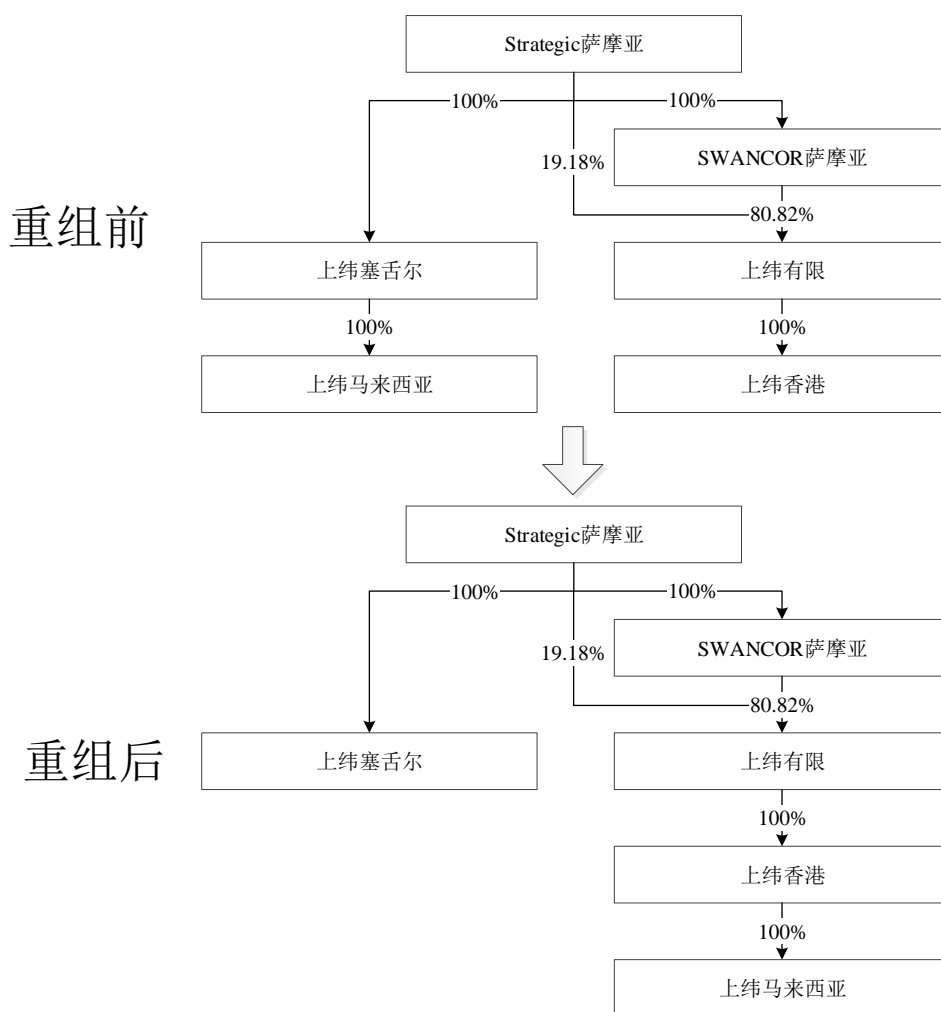 Strategic萨摩亚
100%
100%
SWANCOR萨摩亚
19.18%
80.82%
重组前
上纬塞舌尔
上纬有限
100%
100%
上纬马来西亚
上纬香港
Strategic萨摩亚
100%
100%
SWANCOR萨摩亚
19.18%
80.82%
重组后
上纬塞舌尔
上纬有限
100%
上纬香港
100%
上纬马来西亚